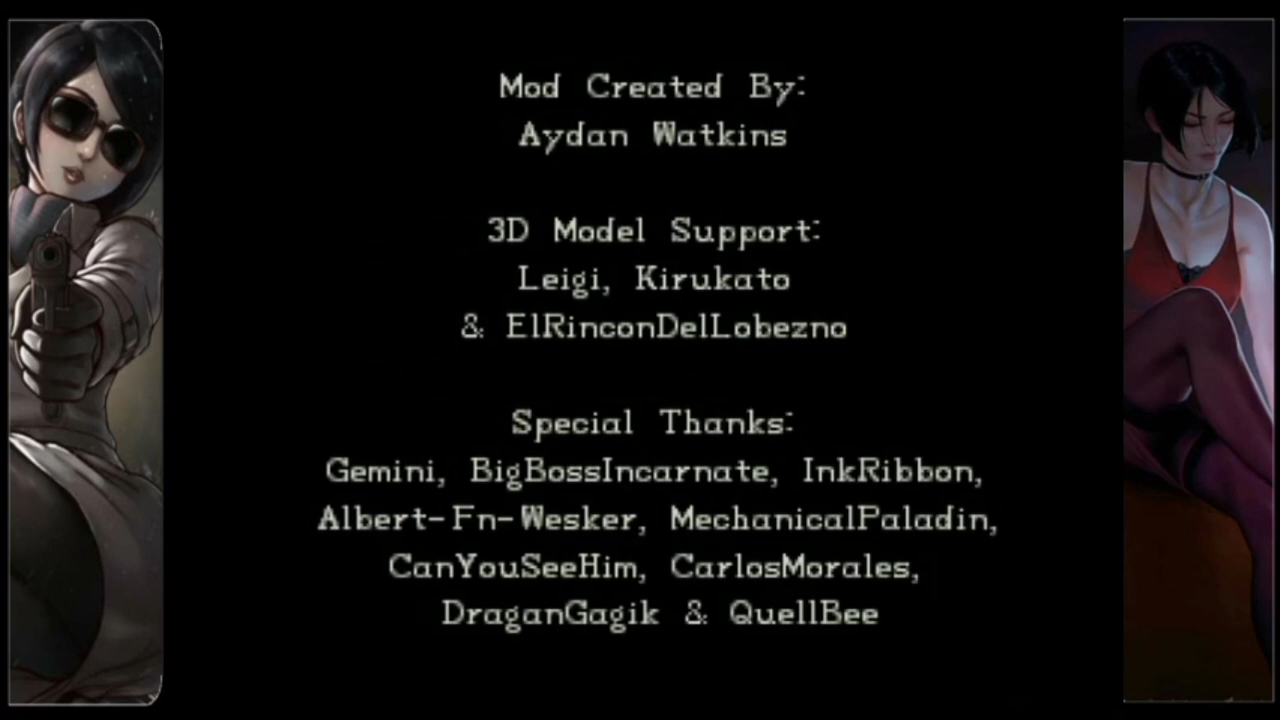 Mod Created By:
Aydan Watkins
3D Model Support:
Leigi, Kirukato
& ElRinconDelLobezno
Special Thanks:
Gemini, BigBossIncarnate, InkRibbon,
Albert-Fn-Wesker, MechanicalPaladin,
CanYouSeeHim, CarlosMorales,
DraganGagik & QuellBee